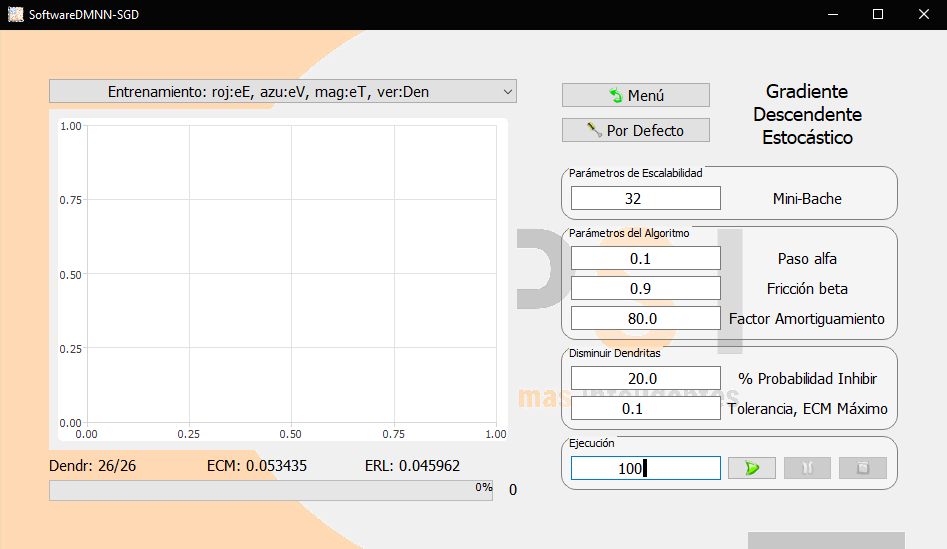 SoftwareDMNN-SGD
Entrenamiento: roj:eE, azu:eV, mag:eT, ver:Den
1.00
0.75
0.50
0.25
0.00
0.00 0.25 0.50 0.75 1.00
Dendr: 26/26 ECM: 0.053435 ERL: 0.045962
0% 0
Menú
Por Defecto
Gradiente
Descendente
Estocástico
Parámetros de Escalabilidad
32 Mini-Bache
Parámetros del Algoritmo
0.1 Paso alfa
0.9 Fricción beta
80.0 Factor Amortiguamiento
Disminuir Dendritas
20.0 % Probabilidad Inhibir
mas inteligentes
0.1 Tolerancia, ECM Máximo
Ejecución
100